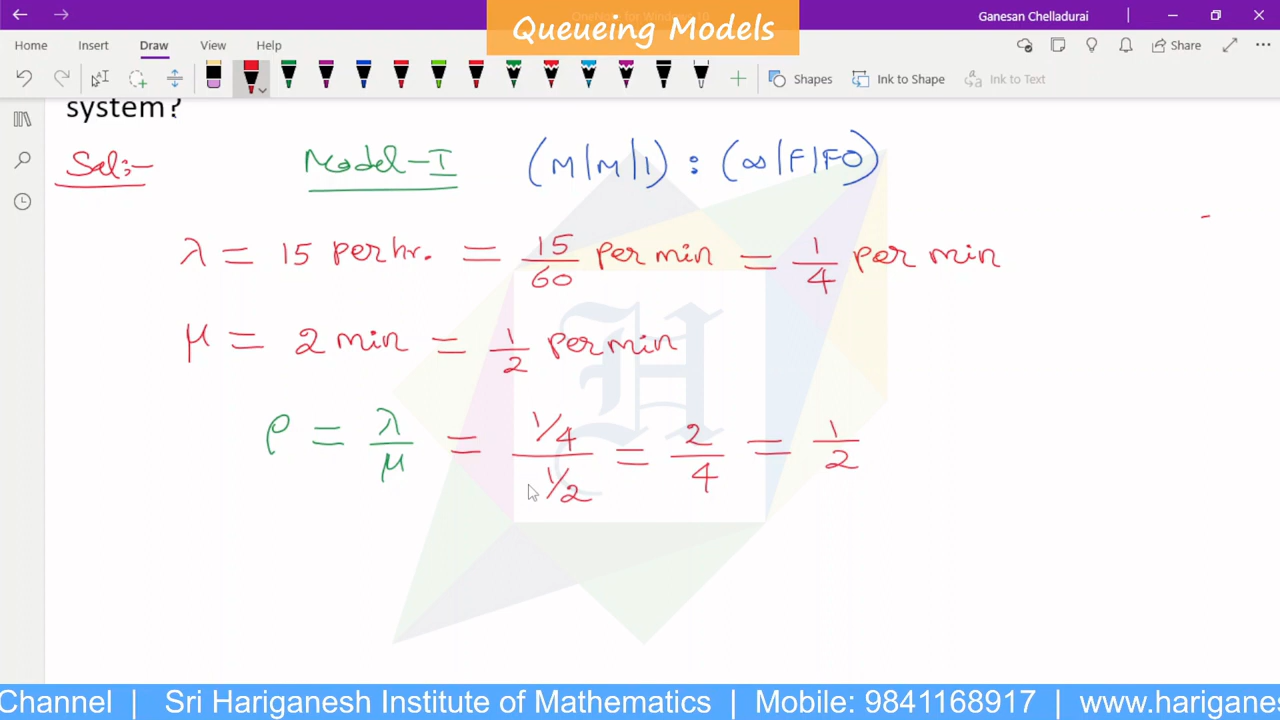 Queueing Models
Ganesan Chelladurai
Home Insert Draw View Help
Share
Shapes Ink to Shape Ink to Text
system?
Sol:-
Model-I (M|M|1) : (∞|FIFO)
λ = 15 per hr. = 15/60 per min = 1/4 per min
μ = 2 min = 1/2 per min
ρ = λ/μ = (1/4)/(1/2) = 2/4 = 1/2
H
Channel | Sri Hariganesh Institute of Mathematics | Mobile: 9841168917 | www.hariganes